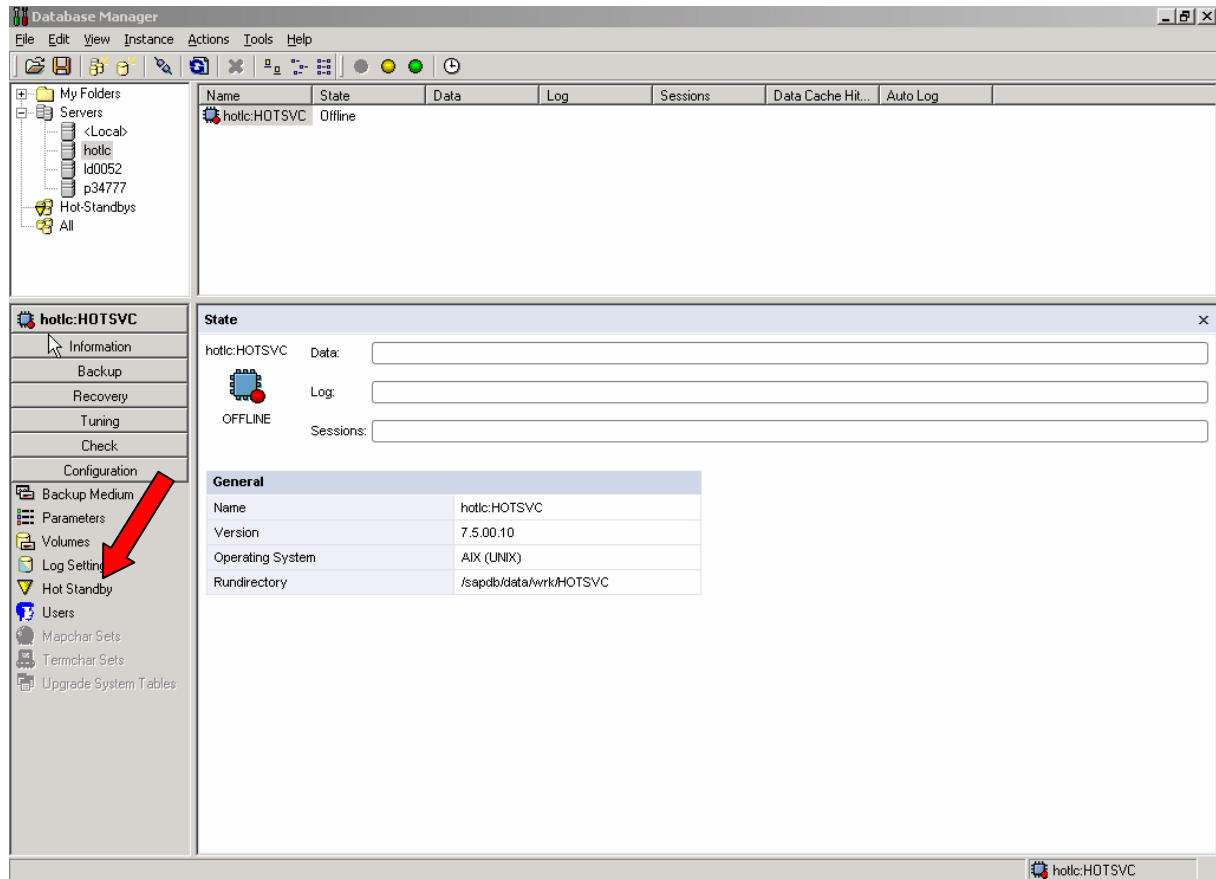 Database Manager
File Edit View Instance Actions Tools Help
My Folders
Servers
<Local>
hotlc
ld0052
p34777
Hot-Standbys
All
Name State Data Log Sessions Data Cache Hit... Auto Log
hotlc:HOTSVC Offline
hotlc:HOTSVC
Information
Backup
Recovery
Tuning
Check
Configuration
Backup Medium
Parameters
Volumes
Log Setting
Hot Standby
Users
Mapchar Sets
Termchar Sets
Upgrade System Tables
State
hotlc:HOTSVC
OFFLINE
Data:
Log:
Sessions:
General
Name hotlc:HOTSVC
Version 7.5.00.10
Operating System AIX (UNIX)
Rundirectory /sapdb/data/wrk/HOTSVC
hotlc:HOTSVC